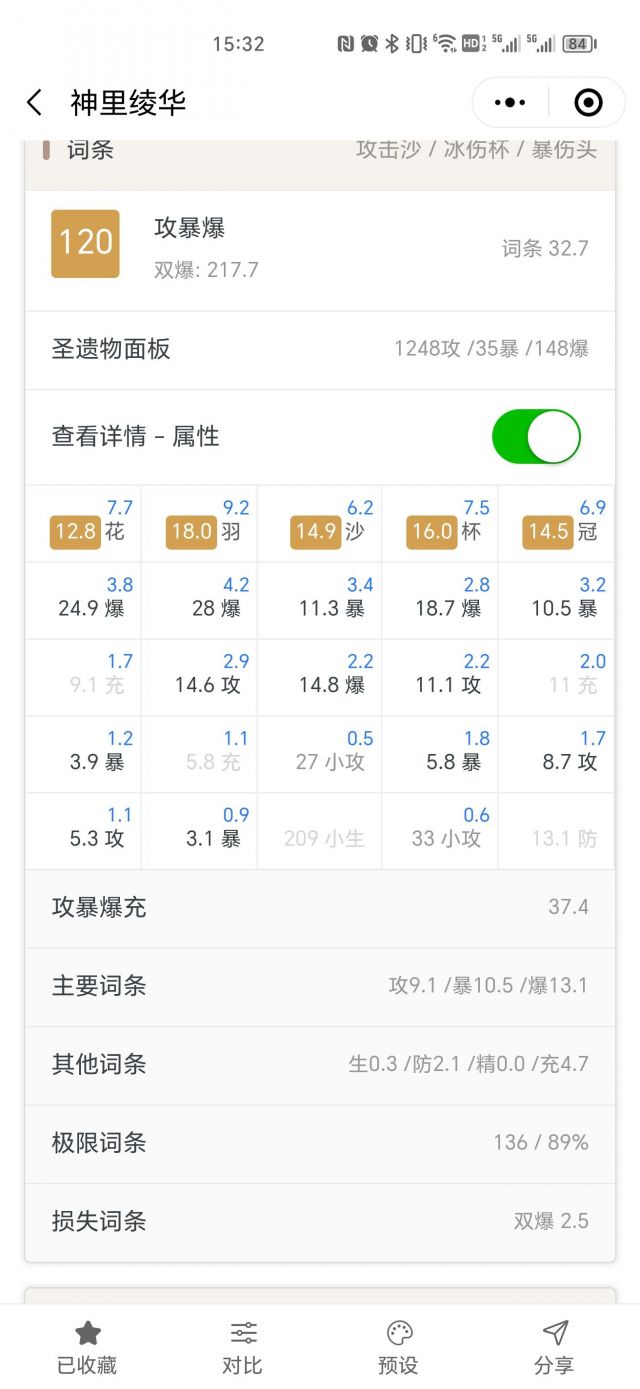 15:32
HD 1 2 5G 5G 84
神里绫华
词条 攻击沙 / 冰伤杯 / 暴伤头
120 攻暴爆 词条 32.7
双爆: 217.7
圣遗物面板 1248攻 /35暴 /148爆
查看详情 – 属性
7.7 9.2 6.2 7.5 6.9
12.8 花 18.0 羽 14.9 沙 16.0 杯 14.5 冠
3.8 4.2 3.4 2.8 3.2
24.9 爆 28 爆 11.3 暴 18.7 爆 10.5 暴
1.7 2.9 2.2 2.2 2.0
9.1 充 14.6 攻 14.8 爆 11.1 攻 11 充
1.2 1.1 0.5 1.8 1.7
3.9 暴 5.8 充 27 小攻 5.8 暴 8.7 攻
1.1 0.9 0.6
5.3 攻 3.1 暴 209 小生 33 小攻 13.1 防
攻暴爆充 37.4
主要词条 攻9.1 /暴10.5 /爆13.1
其他词条 生0.3 /防2.1 /精0.0 /充4.7
极限词条 136 / 89%
损失词条 双爆 2.5
已收藏 对比 预设 分享